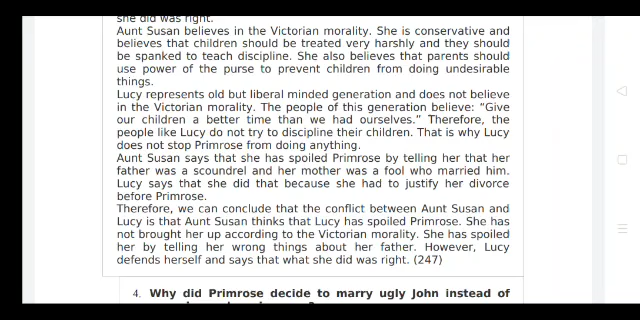 she did was right.
Aunt Susan believes in the Victorian morality. She is conservative and
believes that children should be treated very harshly and they should
be spanked to teach discipline. She also believes that parents should
use power of the purse to prevent children from doing undesirable
things.
Lucy represents old but liberal minded generation and does not believe
in the Victorian morality. The people of this generation believe: “Give
our children a better time than we had ourselves.” Therefore, the
people like Lucy do not try to discipline their children. That is why Lucy
does not stop Primrose from doing anything.
Aunt Susan says that she has spoiled Primrose by telling her that her
father was a scoundrel and her mother was a fool who married him.
Lucy says that she did that because she had to justify her divorce
before Primrose.
Therefore, we can conclude that the conflict between Aunt Susan and
Lucy is that Aunt Susan thinks that Lucy has spoiled Primrose. She has
not brought her up according to the Victorian morality. She has spoiled
her by telling her wrong things about her father. However, Lucy
defends herself and says that what she did was right. (247)
4. Why did Primrose decide to marry ugly John instead of